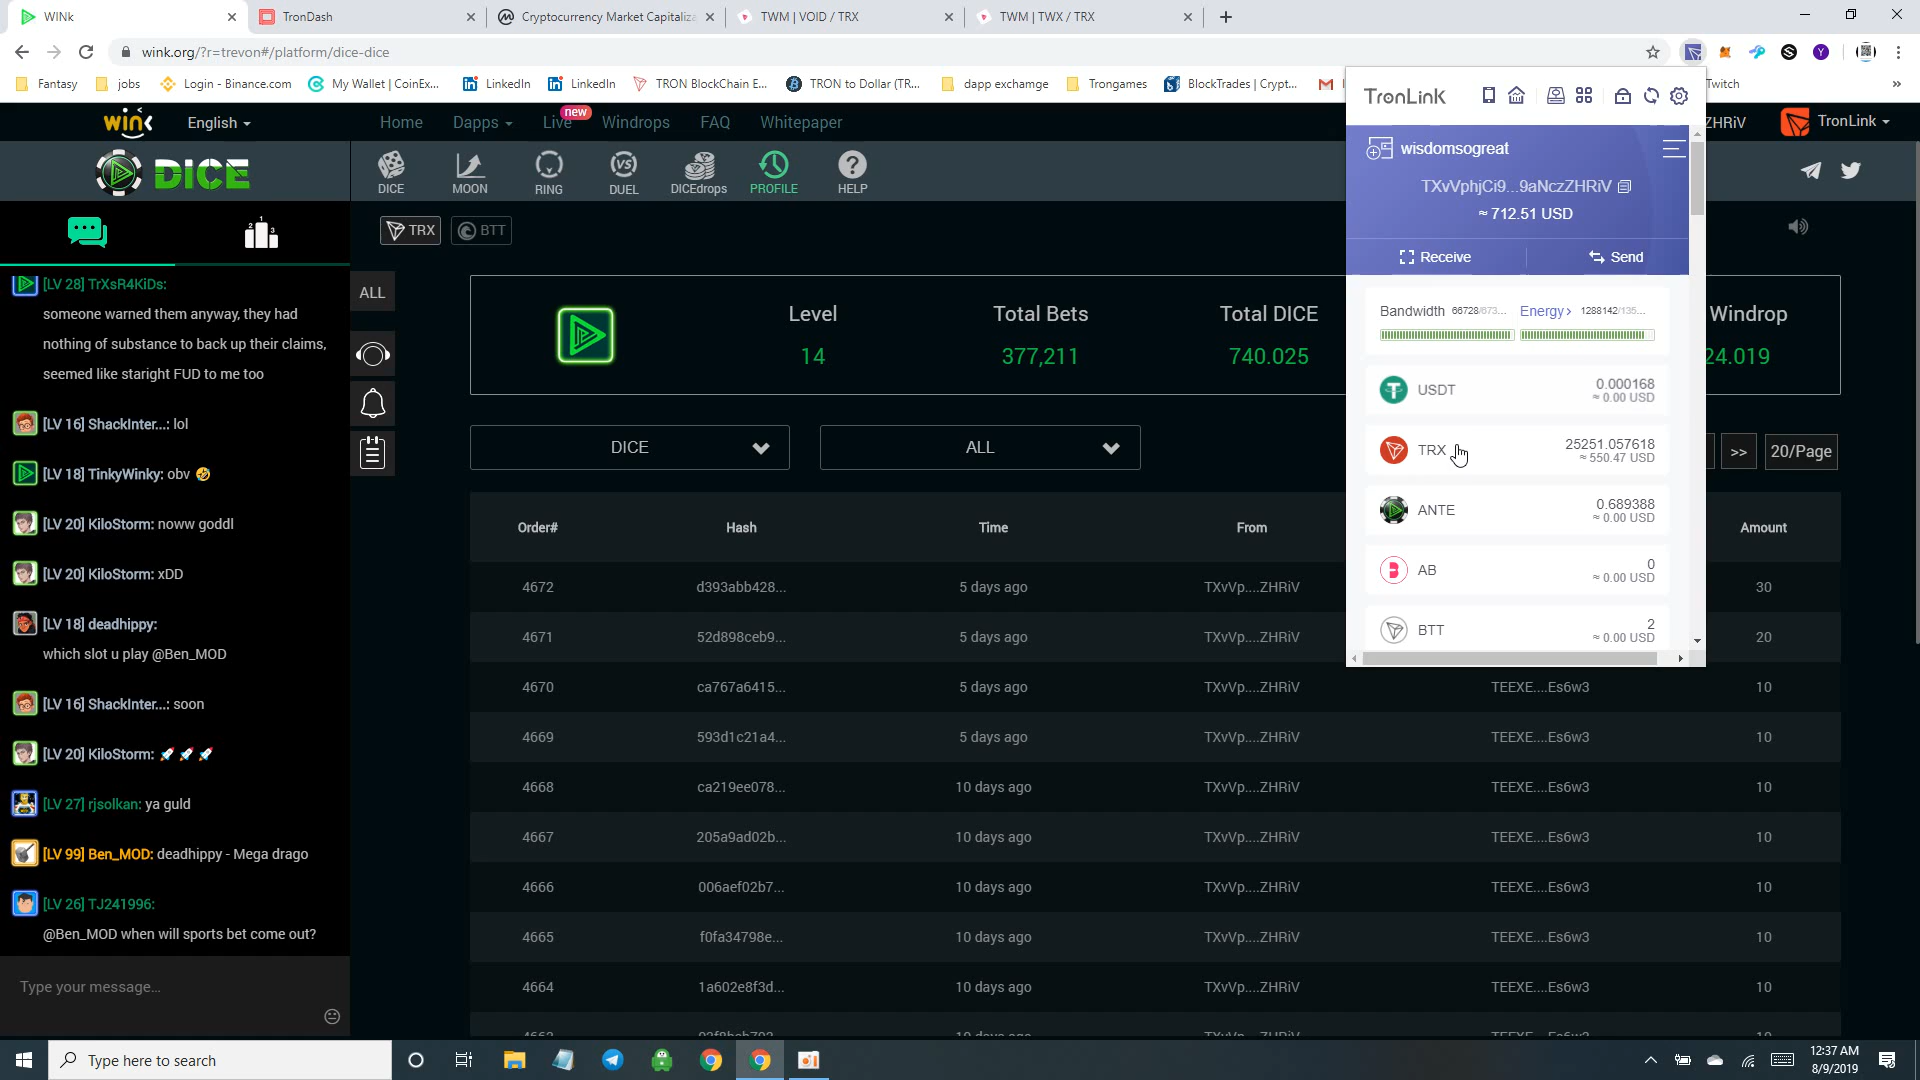 WINk
TronDash
Cryptocurrency Market Capitaliza
TWM | VOID / TRX
TWM | TWX / TRX
wink.org/?r=trevon#/platform/dice-dice
Fantasy
jobs
Login - Binance.com
My Wallet | CoinEx...
LinkedIn
LinkedIn
TRON BlockChain E...
TRON to Dollar (TR...
dapp exchamge
Trongames
BlockTrades | Crypt...
Twitch
»
wink
English
Home
Dapps
Live
new
Windrops
FAQ
Whitepaper
ZHRiV
TronLink
DICE
DICE
MOON
RING
VS
DUEL
DICEdrops
PROFILE
HELP
TRX
BTT
[LV 28] TrXsR4KiDs:
someone warned them anyway, they had
nothing of substance to back up their claims,
seemed like staright FUD to me too
[LV 16] ShackInter...: lol
[LV 18] TinkyWinky: obv 🤣
[LV 20] KiloStorm: noww goddl
[LV 20] KiloStorm: xDD
[LV 18] deadhippy:
which slot u play @Ben_MOD
[LV 16] ShackInter...: soon
[LV 20] KiloStorm: 🚀 🚀 🚀
[LV 27] rjsolkan: ya guld
[LV 99] Ben_MOD: deadhippy - Mega drago
[LV 26] TJ241996:
@Ben_MOD when will sports bet come out?
Type your message...
ALL
Level
Total Bets
Total DICE
Windrop
14
377,211
740.025
24.019
DICE
ALL
>>
20/Page
Order#
Hash
Time
From
Amount
4672
d393abb428...
5 days ago
TXvVp....ZHRiV
30
4671
52d898ceb9...
5 days ago
TXvVp....ZHRiV
20
4670
ca767a6415...
5 days ago
TXvVp....ZHRiV
TEEXE....Es6w3
10
4669
593d1c21a4...
5 days ago
TXvVp....ZHRiV
TEEXE....Es6w3
10
4668
ca219ee078...
10 days ago
TXvVp....ZHRiV
TEEXE....Es6w3
10
4667
205a9ad02b...
10 days ago
TXvVp....ZHRiV
TEEXE....Es6w3
10
4666
006aef02b7...
10 days ago
TXvVp....ZHRiV
TEEXE....Es6w3
10
4665
f0fa34798e...
10 days ago
TXvVp....ZHRiV
TEEXE....Es6w3
10
4664
1a602e8f3d...
10 days ago
TXvVp....ZHRiV
TEEXE....Es6w3
10
TronLink
wisdomsogreat
TXvVphjCi9...9aNczZHRiV
≈ 712.51 USD
Receive
Send
Bandwidth 66728/673...
Energy› 1288142/135...
USDT
0.000168
≈ 0.00 USD
TRX
25251.057618
≈ 550.47 USD
ANTE
0.689388
≈ 0.00 USD
AB
0
≈ 0.00 USD
BTT
2
≈ 0.00 USD
Type here to search
12:37 AM
8/9/2019